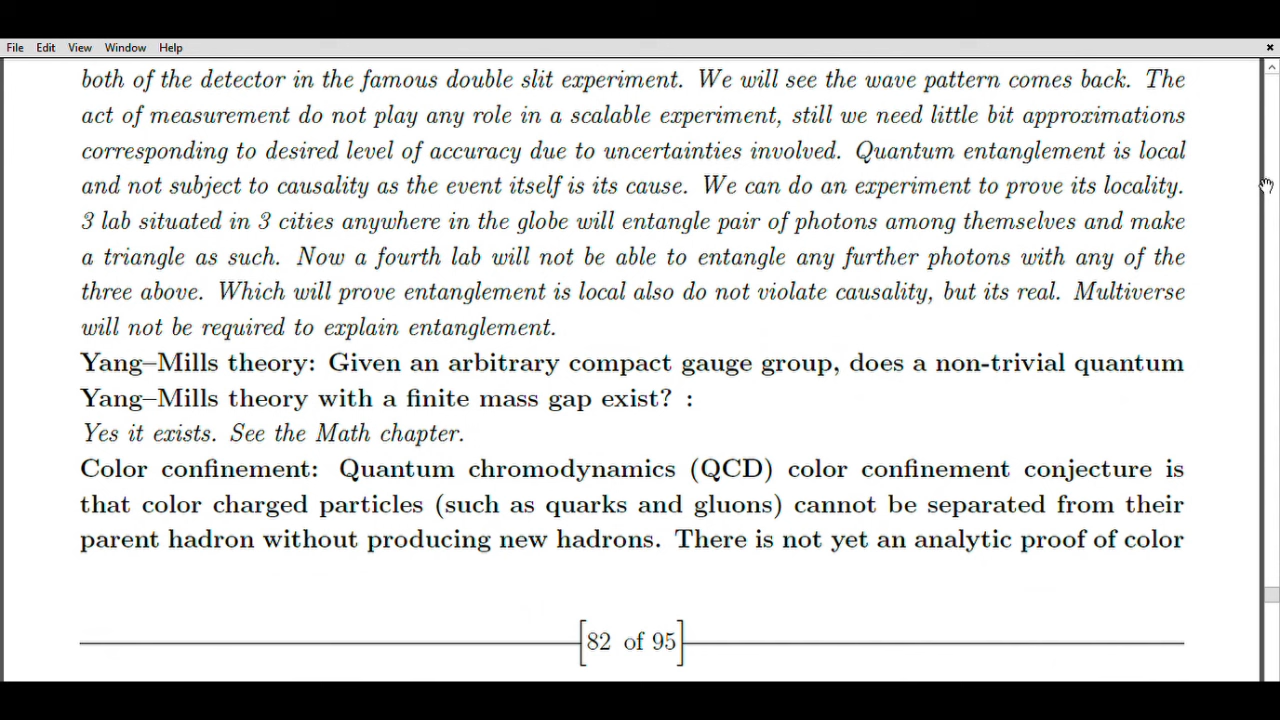 File Edit View Window Help
both of the detector in the famous double slit experiment. We will see the wave pattern comes back. The
act of measurement do not play any role in a scalable experiment, still we need little bit approximations
corresponding to desired level of accuracy due to uncertainties involved. Quantum entanglement is local
and not subject to causality as the event itself is its cause. We can do an experiment to prove its locality.
3 lab situated in 3 cities anywhere in the globe will entangle pair of photons among themselves and make
a triangle as such. Now a fourth lab will not be able to entangle any further photons with any of the
three above. Which will prove entanglement is local also do not violate causality, but its real. Multiverse
will not be required to explain entanglement.
Yang–Mills theory: Given an arbitrary compact gauge group, does a non-trivial quantum
Yang–Mills theory with a finite mass gap exist? :
Yes it exists. See the Math chapter.
Color confinement: Quantum chromodynamics (QCD) color confinement conjecture is
that color charged particles (such as quarks and gluons) cannot be separated from their
parent hadron without producing new hadrons. There is not yet an analytic proof of color
[82 of 95]